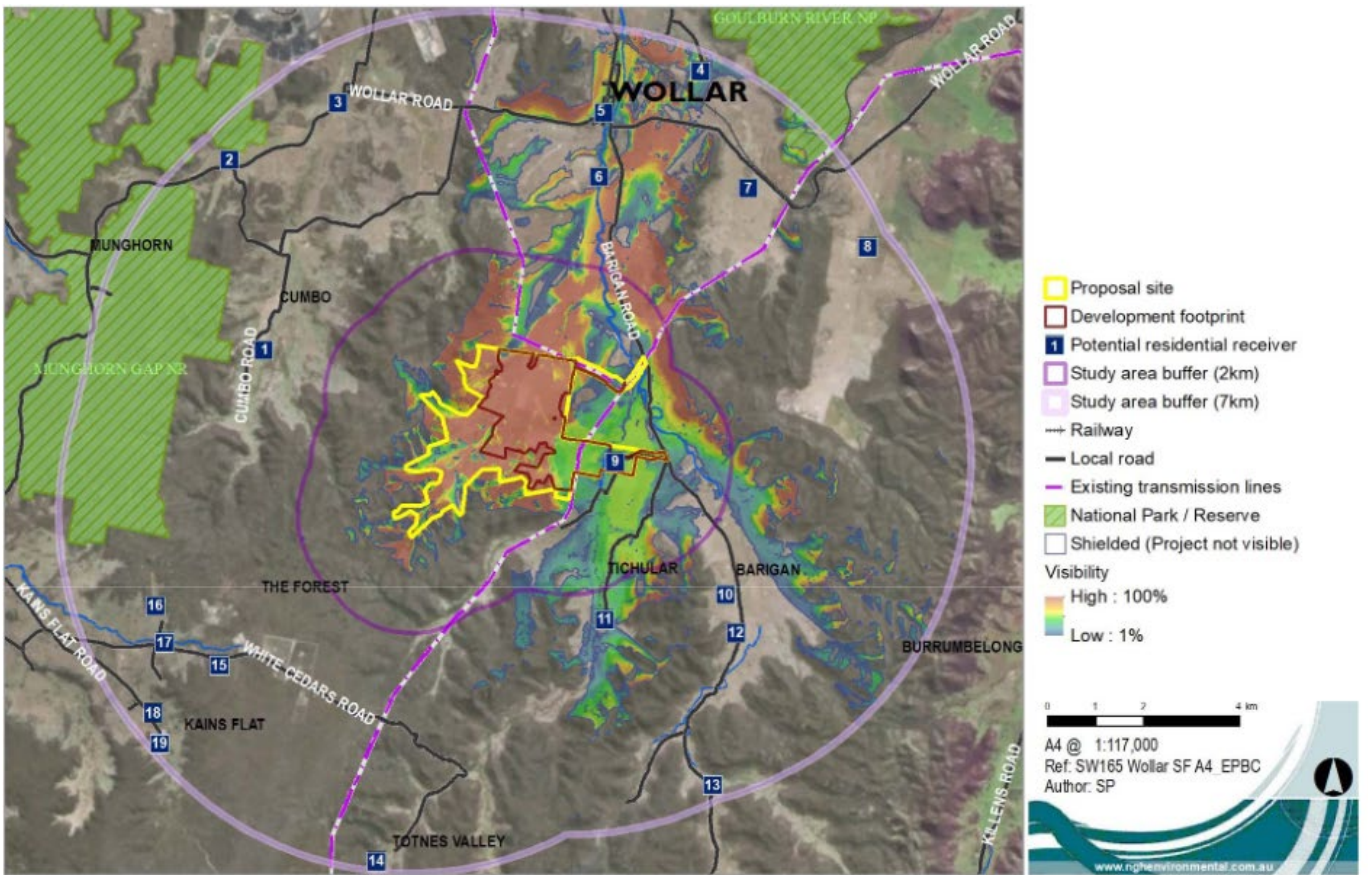 GOULBURN RIVER NP
WOLLAR ROAD
4
WOLLAR
3
WOLLAR ROAD
5
2
6
7
MUNGHORN
BARIGAN ROAD
8
CUMBO
1
CUMBO ROAD
MUNGHORN GAP NR
9
THE FOREST
TICHULAR
BARIGAN
10
16
11
12
KAINS FLAT ROAD
17
15
WHITE CEDARS ROAD
BURRUMBELONG
18
KAINS FLAT
19
13
KILLENS ROAD
TOTNES VALLEY
14
Proposal site
Development footprint
1 Potential residential receiver
Study area buffer (2km)
Study area buffer (7km)
Railway
Local road
Existing transmission lines
National Park / Reserve
Shielded (Project not visible)
Visibility
High : 100%
Low : 1%
0 1 2 4 km
A4 @ 1:117,000
Ref: SW165 Wollar SF A4_EPBC
Author: SP
www.nghenvironmental.com.au